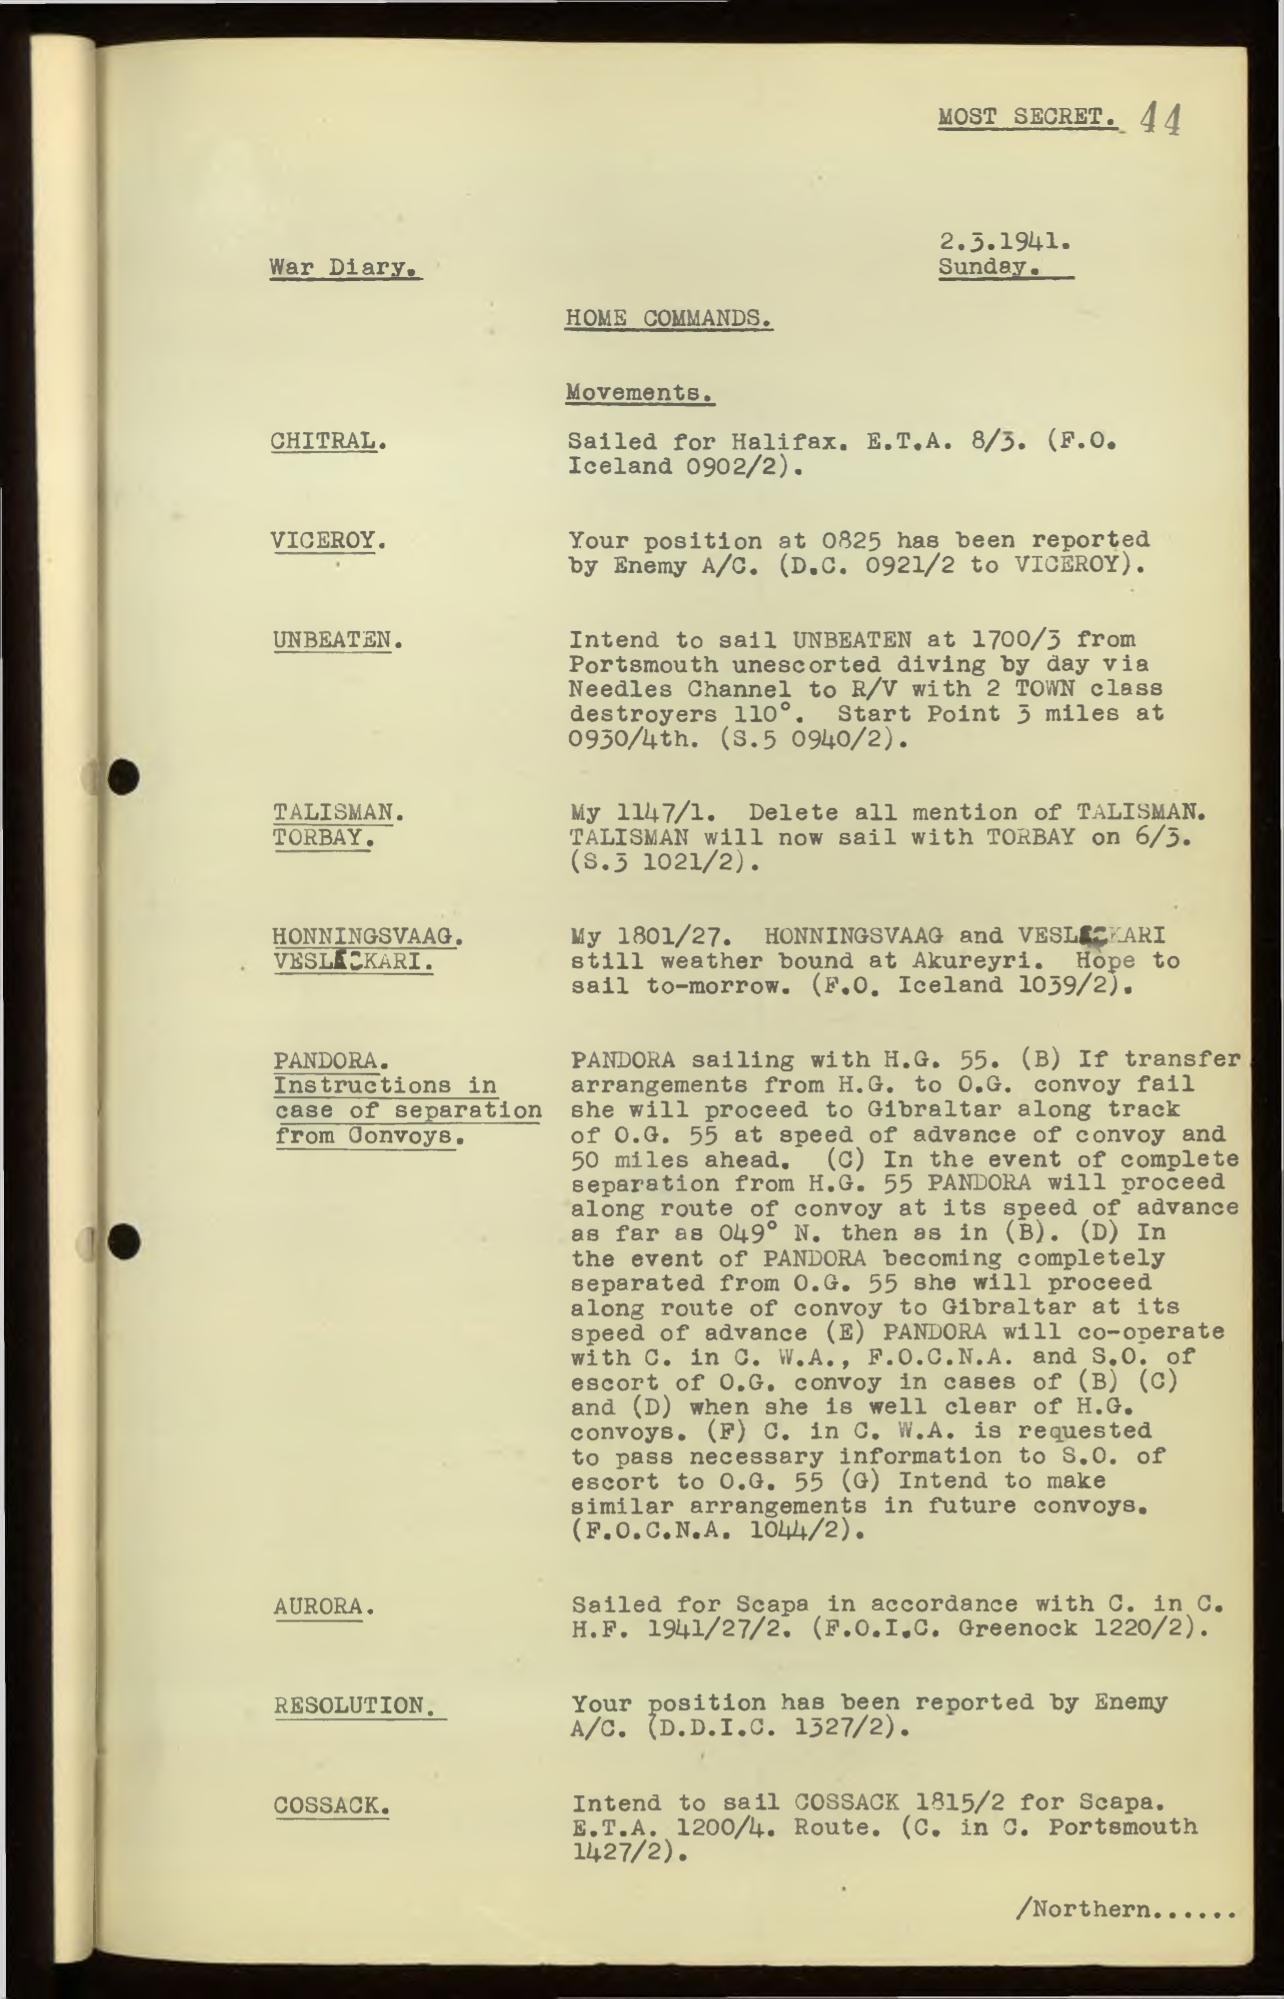 MOST SECRET. 44
2.3.1941.
War Diary.
Sunday.
HOME COMMANDS.
Movements.
CHITRAL.
Sailed for Halifax. E.T.A. 8/3. (F.O.
Iceland 0902/2).
VICEROY.
Your position at 0825 has been reported
by Enemy A/C. (D.C. 0921/2 to VICEROY).
UNBEATEN.
Intend to sail UNBEATEN at 1700/3 from
Portsmouth unescorted diving by day via
Needles Channel to R/V with 2 TOWN class
destroyers 110°. Start Point 3 miles at
0930/4th. (S.5 0940/2).
TALISMAN.
TORBAY.
My 1147/1. Delete all mention of TALISMAN.
TALISMAN will now sail with TORBAY on 6/3.
(S.3 1021/2).
HONNINGSVAAG.
My 1801/27. HONNINGSVAAG and
still weather bound at Akureyri. Hope to
sail to-morrow. (F.O. Iceland 1039/2).
PANDORA.
Instructions in
case of separation
from Convoys.
PANDORA sailing with H.G. 55. (B) If transfer
arrangements from H.G. to O.G. convoy fail
she will proceed to Gibraltar along track
of O.G. 55 at speed of advance of convoy and
50 miles ahead. (C) In the event of complete
separation from H.G. 55 PANDORA will proceed
along route of convoy at its speed of advance
as far as 049° N. then as in (B). (D) In
the event of PANDORA becoming completely
separated from O.G. 55 she will proceed
along route of convoy to Gibraltar at its
speed of advance (E) PANDORA will co-operate
with C. in C. W.A., F.O.C.N.A. and S.O. of
escort of O.G. convoy in cases of (B) (C)
and (D) when she is well clear of H.G.
convoys. (F) C. in C. W.A. is requested
to pass necessary information to S.O. of
escort to O.G. 55 (G) Intend to make
similar arrangements in future convoys.
(F.O.C.N.A. 1044/2).
AURORA.
Sailed for Scapa in accordance with C. in C.
H.F. 1941/27/2. (F.O.I.C. Greenock 1220/2).
RESOLUTION.
Your position has been reported by Enemy
A/C. (D.D.I.C. 1327/2).
COSSACK.
Intend to sail COSSACK 1815/2 for Scapa.
E.T.A. 1200/4. Route. (C. in C. Portsmouth
1427/2).
/Northern......